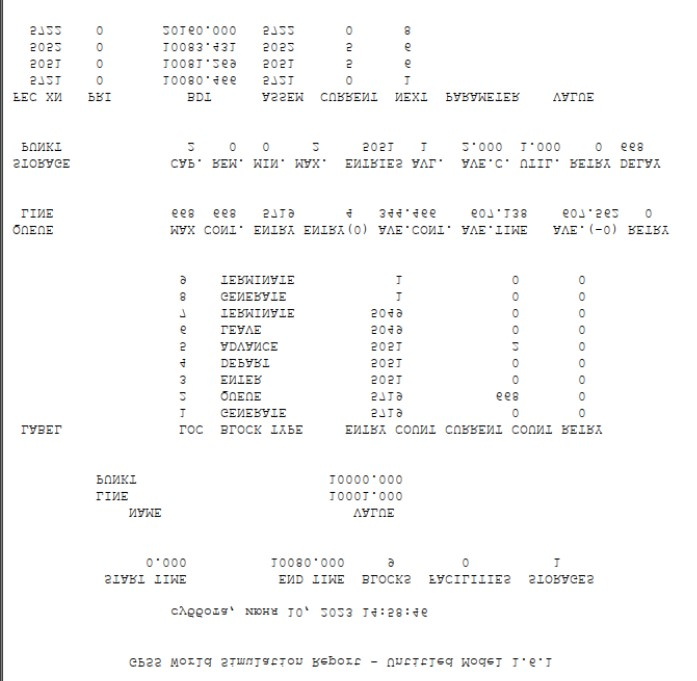 GPSS World Simulation Report - Untitled Model 1.6.1
суббота, июня 10, 2023 14:58:46
START TIME END TIME BLOCKS FACILITIES STORAGES
0.000 10080.000 9 0 1
NAME VALUE
LINE 10001.000
PUNKT 10000.000
LABEL LOC BLOCK TYPE ENTRY COUNT CURRENT COUNT RETRY
1 GENERATE 5719 0 0
2 QUEUE 5719 668 0
3 ENTER 5051 0 0
4 DEPART 5051 0 0
5 ADVANCE 5051 2 0
6 LEAVE 5049 0 0
7 TERMINATE 5049 0 0
8 GENERATE 1 0 0
9 TERMINATE 1 0 0
QUEUE MAX CONT. ENTRY ENTRY(0) AVE.CONT. AVE.TIME AVE.(-0) RETRY
LINE 668 668 5719 4 344.466 607.138 607.562 0
STORAGE CAP. REM. MIN. MAX. ENTRIES AVL. AVE.C. UTIL. RETRY DELAY
PUNKT 2 0 0 2 5051 1 2.000 1.000 0 668
FEC XN PRI BDT ASSEM CURRENT NEXT PARAMETER VALUE
5721 0 10080.466 5721 0 1
5051 0 10081.269 5051 5 6
5052 0 10083.431 5052 5 6
5722 0 20160.000 5722 0 8